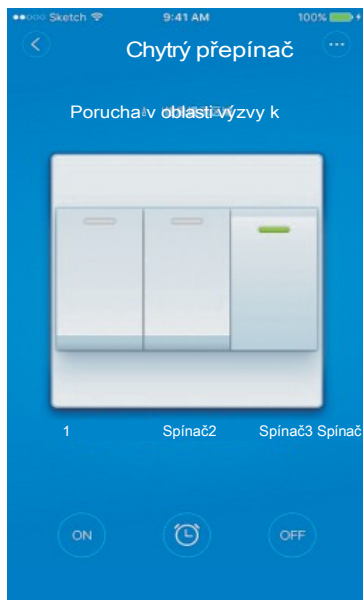 Sketch 9:41 AM 100%
Chytrý přepínač
Porucha v oblasti výzvy k
1 Spínač2 Spínač3 Spínač
ON OFF